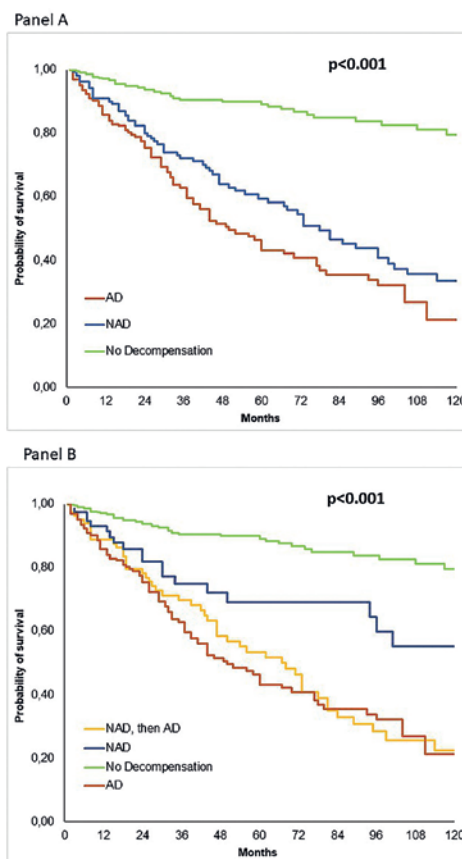 Panel A
p<0.001
1,00
0,80
0,60
0,40
0,20
0,00
Probability of survival
AD
NAD
No Decompensation
0 12 24 36 48 60 72 84 96 108 120
Months
Panel B
p<0.001
1,00
0,80
0,60
0,40
0,20
0,00
Probability of survival
NAD, then AD
NAD
No Decompensation
AD
0 12 24 36 48 60 72 84 96 108 120
Months